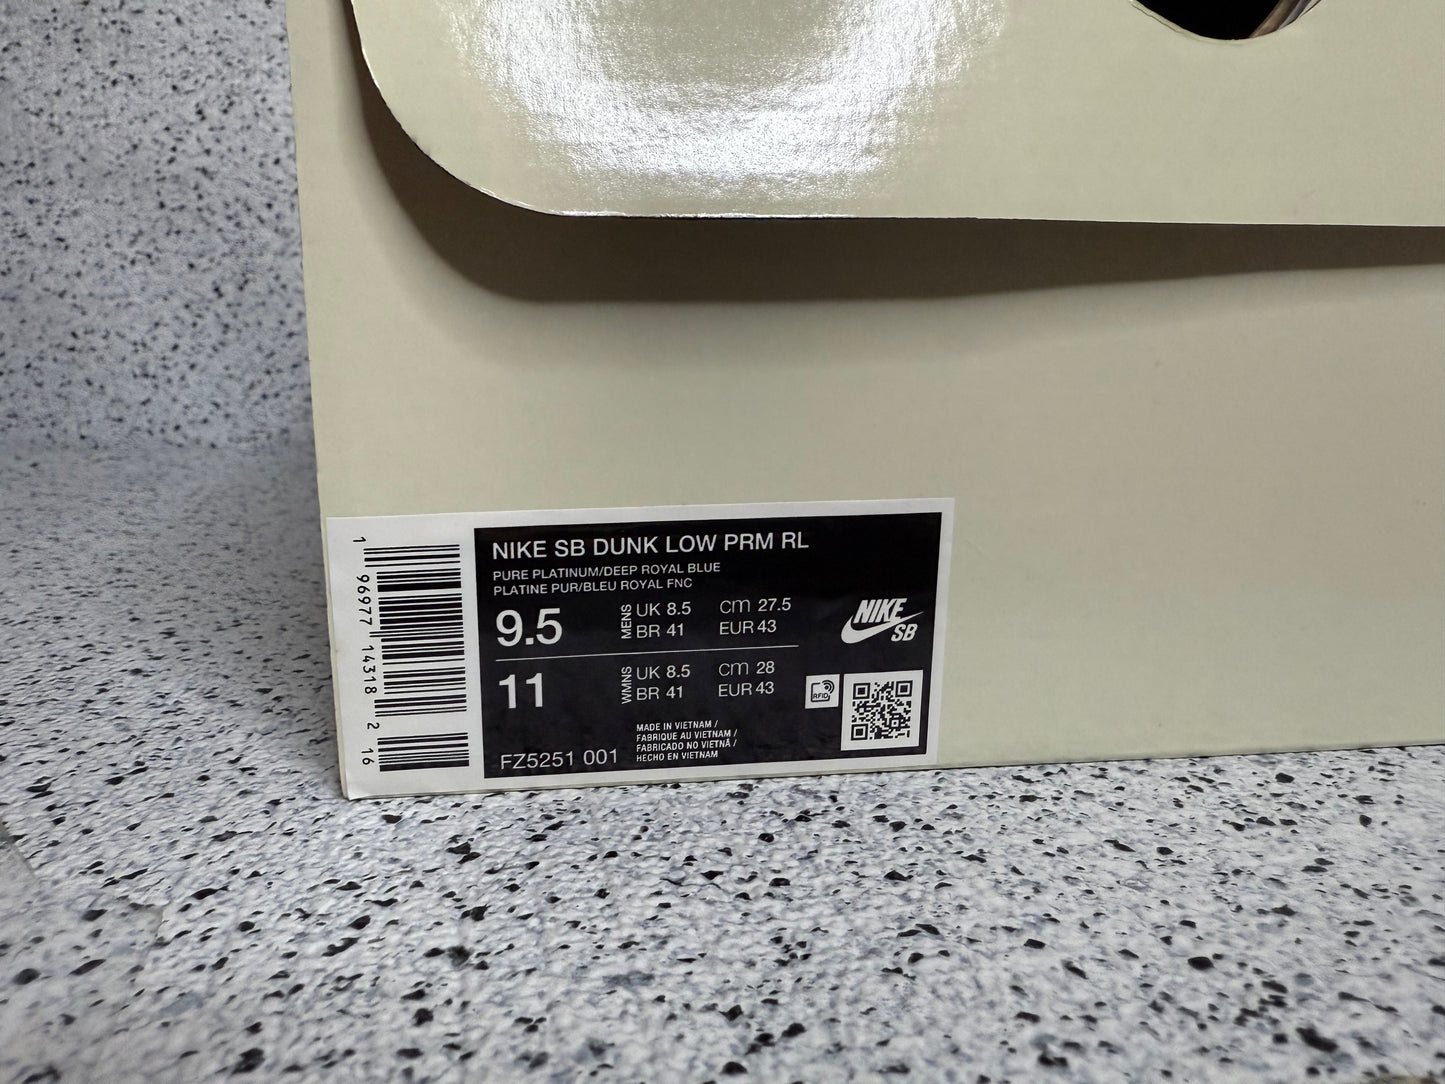 1 96977 14318 2 16
NIKE SB DUNK LOW PRM RL
PURE PLATINUM/DEEP ROYAL BLUE
PLATINE PUR/BLEU ROYAL FNC
9.5 MENS UK 8.5 CM 27.5
BR 41 EUR 43
11 WMNS UK 8.5 CM 28
BR 41 EUR 43
MADE IN VIETNAM /
FABRIQUE AU VIETNAM /
FABRICADO NO VIETNÃ /
HECHO EN VIETNAM
FZ5251 001
NIKE
SB
RFID